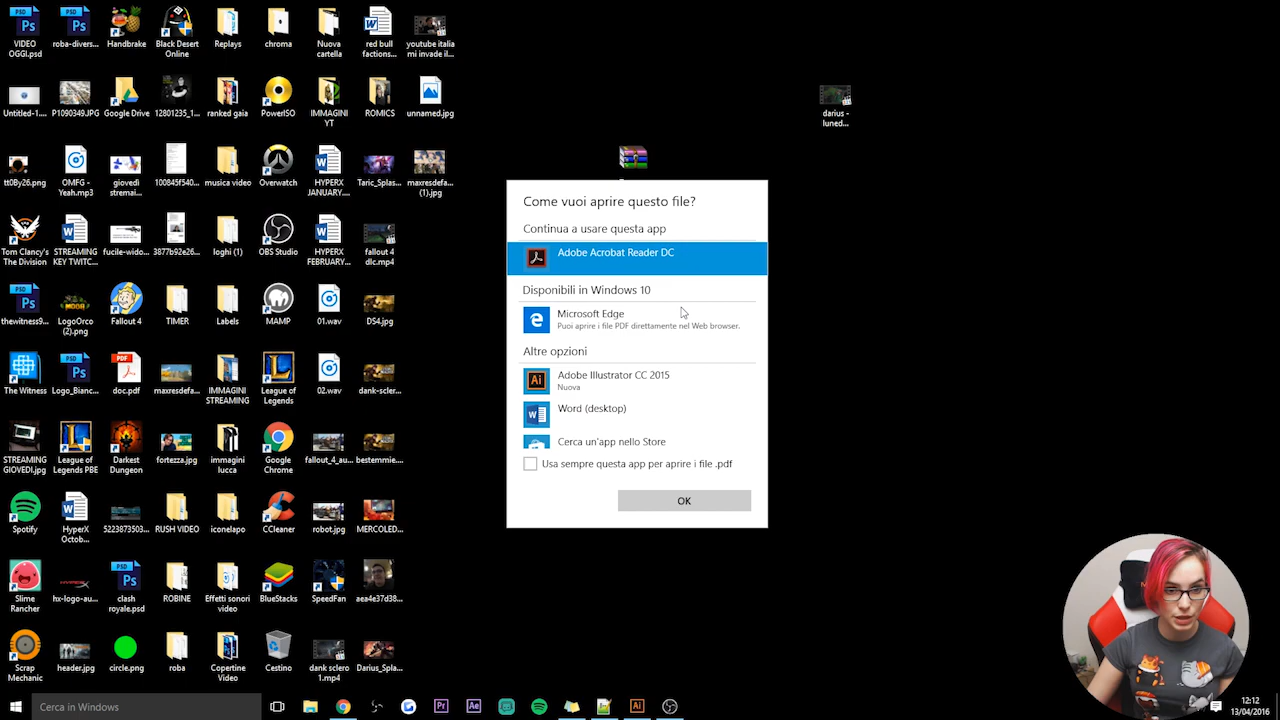 VIDEO OGGI.psd
roba-divers...
Handbrake
Black Desert Online
Replays
chroma
Nuova cartella
red bull factions...
youtube italia mi invade il...
Untitled-1....
P1090349.JPG
Google Drive
12801235_1...
ranked gaia
PowerISO
IMMAGINI YT
ROMICS
unnamed.jpg
darius - luned...
tt08y26.png
OMFG - Yeah.mp3
giovedi stremai...
100845f540...
musica video
Overwatch
HYPERX JANUARY...
Taric_Splas...
maxresdefa... (1).jpg
Tom Clancy's The Division
STREAMING KEY TWITC...
fucile-wido...
3877b92e26...
loghi (1)
OBS Studio
HYPERX FEBRUARY...
fallout 4 dlc.mp4
thewitness9...
LogoOrco (2).png
Fallout 4
TIMER
Labels
MAMP
01.wav
DS4.jpg
The Witness
Logo_Bianc...
doc.pdf
maxresdefa...
IMMAGINI STREAMING
League of Legends
02.wav
dank-scler...
STREAMING GIOVEDI.jpg
League of Legends PBE
Darkest Dungeon
fortezza.jpg
immagini lucca
Google Chrome
fallout_4_au...
bestemmie...
Spotify
HyperX Octob...
5223873503...
RUSH VIDEO
iconelapo
CCleaner
robot.jpg
MERCOLED...
Slime Rancher
hx-logo-au...
clash royale.psd
ROBINE
Effetti sonori video
BlueStacks
SpeedFan
aea4e37d38...
Scrap Mechanic
header.jpg
circle.png
roba
Copertine Video
Cestino
dank sclero 1.mp4
Darius_Spla...
Come vuoi aprire questo file?
Continua a usare questa app
Adobe Acrobat Reader DC
Disponibili in Windows 10
Microsoft Edge
Puoi aprire i file PDF direttamente nel Web browser.
Altre opzioni
Adobe Illustrator CC 2015
Nuova
Word (desktop)
Cerca un'app nello Store
Usa sempre questa app per aprire i file .pdf
OK
Cerca in Windows
12:12
13/04/2016